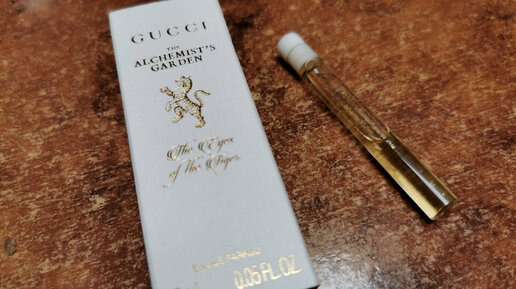 GUCCI
THE
ALCHEMIST'S
GARDEN
The Eyes
of the Tiger
EAU DE PARFUM
0.05 FL.OZ